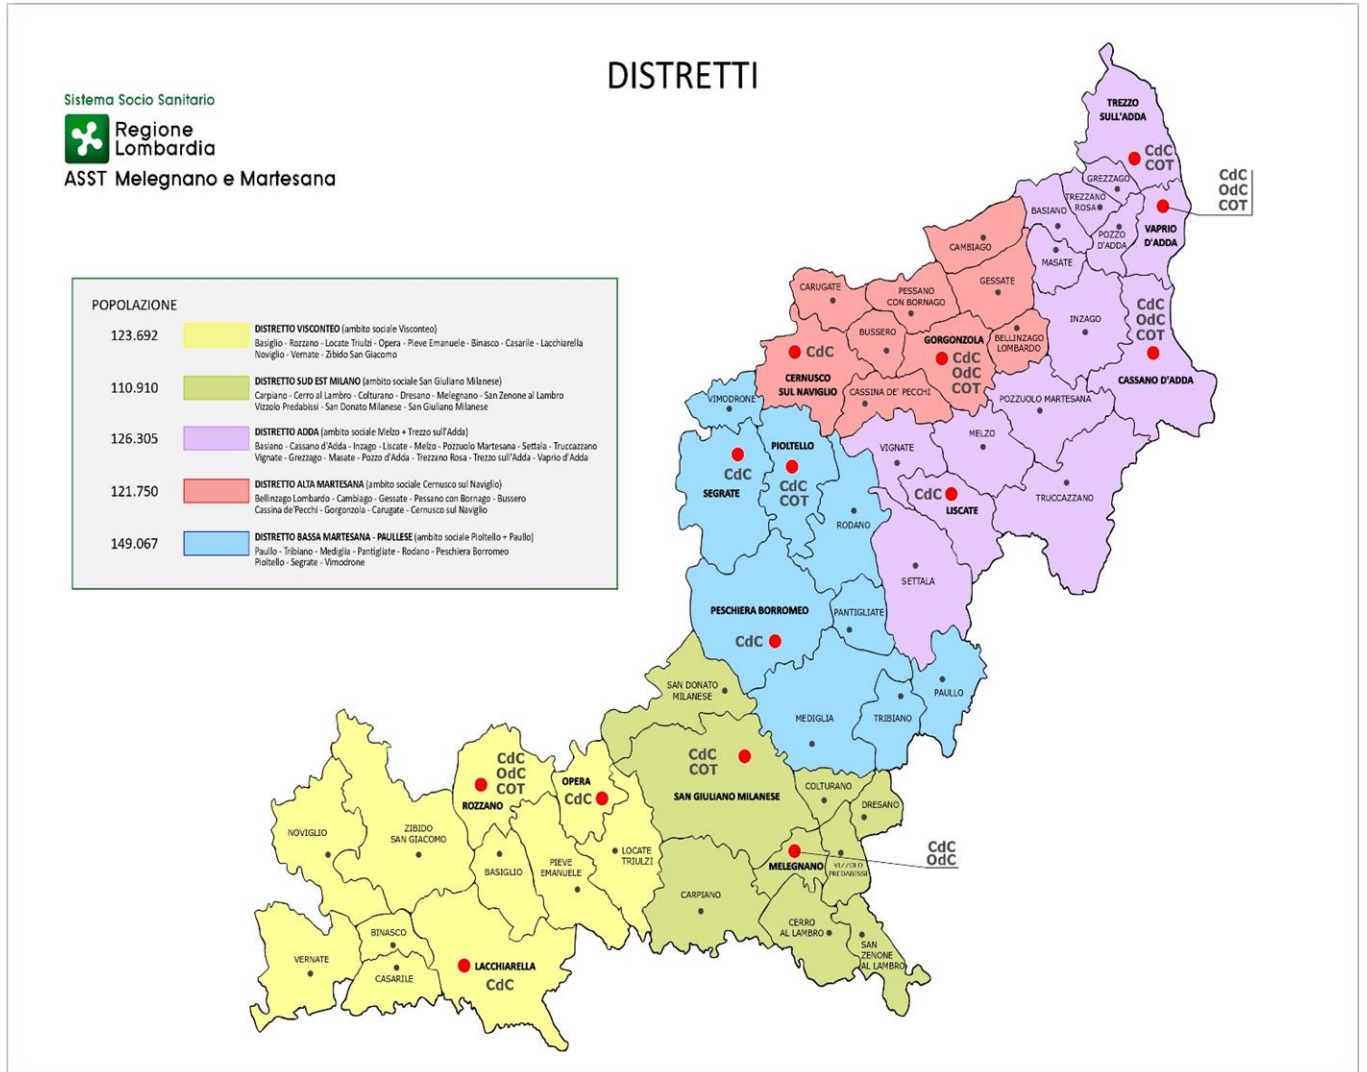 DISTRETTI
Sistema Socio Sanitario
Regione
Lombardia
ASST Melegnano e Martesana
POPOLAZIONE
123.692
DISTRETTO VISCONTEO (ambito sociale Visconteo)
Basiglio - Rozzano - Locate Triulzi - Opera - Pieve Emanuele - Binasco - Casarile - Lacchiarella
Noviglio - Vernate - Zibido San Giacomo
110.910
DISTRETTO SUD EST MILANO (ambito sociale San Giuliano Milanese)
Carpiano - Cerro al Lambro - Colturano - Dresano - Melegnano - San Zenone al Lambro
Vizzolo Predabissi - San Donato Milanese - San Giuliano Milanese
126.305
DISTRETTO ADDA (ambito sociale Melzo + Trezzo sull'Adda)
Basiano - Cassano d'Adda - Inzago - Liscate - Melzo - Pozzuolo Martesana - Settala - Truccazzano
Vignate - Grezzago - Masate - Pozzo d'Adda - Trezzano Rosa - Trezzo sull'Adda - Vaprio d'Adda
121.750
DISTRETTO ALTA MARTESANA (ambito sociale Cernusco sul Naviglio)
Bellinzago Lombardo - Cambiago - Gessate - Pessano con Bornago - Bussero
Cassina de'Pecchi - Gorgonzola - Carugate - Cernusco sul Naviglio
149.067
DISTRETTO BASSA MARTESANA - PAULLESE (ambito sociale Pioltello + Paullo)
Paullo - Tribiano - Mediglia - Pantigliate - Rodano - Peschiera Borromeo
Pioltello - Segrate - Vimodrone
TREZZO
SULL'ADDA
CdC
COT
GREZZAGO
TREZZANO
ROSA
BASIANO
POZZO
D'ADDA
VAPRIO
D'ADDA
CdC
OdC
COT
MASATE
CAMBIAGO
GESSATE
CARUGATE
PESSANO
CON BORNAGO
INZAGO
CdC
OdC
COT
CASSANO D'ADDA
BUSSERO
GORGONZOLA
CdC
OdC
COT
BELLINZAGO
LOMBARDO
CdC
CERNUSCO
SUL NAVIGLIO
CASSINA DE' PECCHI
POZZUOLO MARTESANA
VIMODRONE
PIOLTELLO
CdC
COT
VIGNATE
MELZO
CdC
SEGRATE
CdC
LISCATE
TRUCCAZZANO
RODANO
SETTALA
PESCHIERA BORROMEO
CdC
PANTIGLIATE
SAN DONATO
MILANESE
PAULLO
MEDIGLIA
TRIBIANO
CdC
COT
SAN GIULIANO MILANESE
COLTURANO
DRESANO
CdC
OdC
COT
ROZZANO
OPERA
CdC
NOVIGLIO
ZIBIDO
SAN GIACOMO
BASIGLIO
PIEVE
EMANUELE
LOCATE
TRIULZI
MELEGNANO
CdC
OdC
VIZZOLO
PREDABISSI
CARPIANO
CERRO
AL LAMBRO
SAN
ZENONE
AL LAMBRO
BINASCO
VERNATE
CASARILE
LACCHIARELLA
CdC